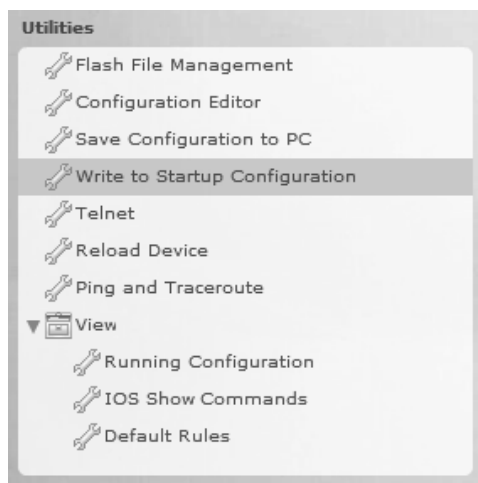 Utilities
Flash File Management
Configuration Editor
Save Configuration to PC
Write to Startup Configuration
Telnet
Reload Device
Ping and Traceroute
View
Running Configuration
IOS Show Commands
Default Rules